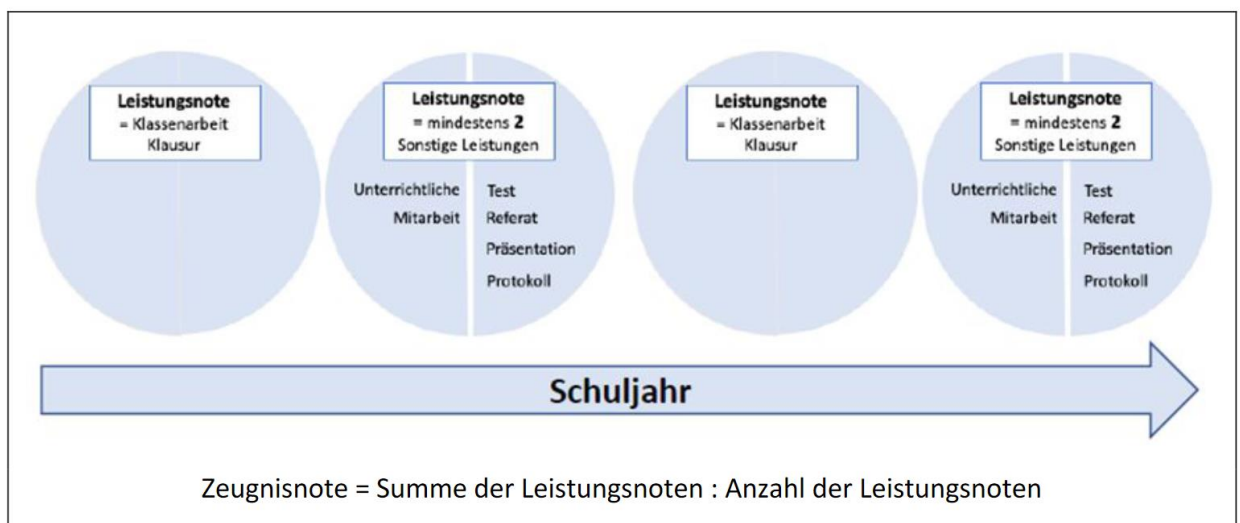 Leistungsnote
= Klassenarbeit
Klausur
Leistungsnote
= mindestens 2
Sonstige Leistungen
Unterrichtliche
Mitarbeit
Test
Referat
Präsentation
Protokoll
Leistungsnote
= Klassenarbeit
Klausur
Leistungsnote
= mindestens 2
Sonstige Leistungen
Unterrichtliche
Mitarbeit
Test
Referat
Präsentation
Protokoll
Schuljahr
Zeugnisnote = Summe der Leistungsnoten : Anzahl der Leistungsnoten